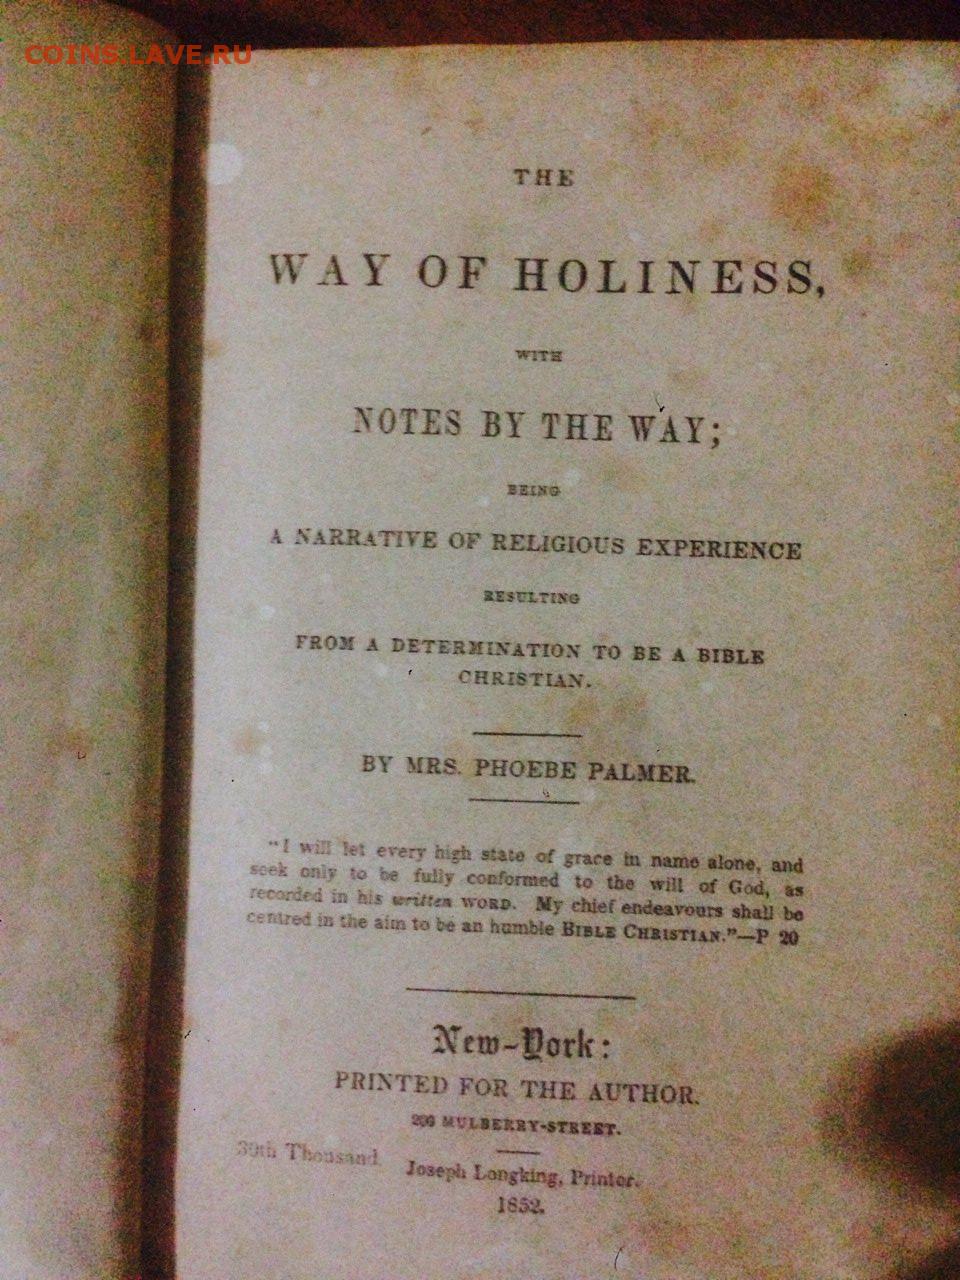 COINS.LAVE.RU
THE
WAY OF HOLINESS,
WITH
NOTES BY THE WAY;
BEING
A NARRATIVE OF RELIGIOUS EXPERIENCE
RESULTING
FROM A DETERMINATION TO BE A BIBLE
CHRISTIAN.
BY MRS. PHOEBE PALMER.
"I will let every high state of grace in name alone, and
seek only to be fully conformed to the will of God, as
recorded in his written WORD. My chief endeavours shall be
centred in the aim to be an humble BIBLE CHRISTIAN."—P 20
New-York:
PRINTED FOR THE AUTHOR.
200 MULBERRY-STREET.
Thousand.
Joseph Longking, Printer.
1852.